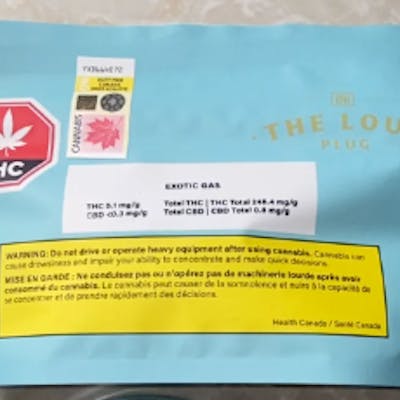 CANNABIS
THE LOU
PLUG
HC
EXOTIC GAS
THC 5.1 mg/g Total THC | THC Total 248.4 mg/g
CBD <0.3 mg/g Total CBD | CBD Total 0.8 mg/g
WARNING: Do not drive or operate heavy equipment after using cannabis. Cannabis can
cause drowsiness and impair your ability to concentrate and make quick decisions.
MISE EN GARDE : Ne conduisez pas ou n'opérez pas de machinerie lourde après avoir
consommé du cannabis. Le cannabis peut causer de la somnolence et nuire à la capacité de
se concentrer et de prendre rapidement des décisions.
Health Canada / Santé Canada